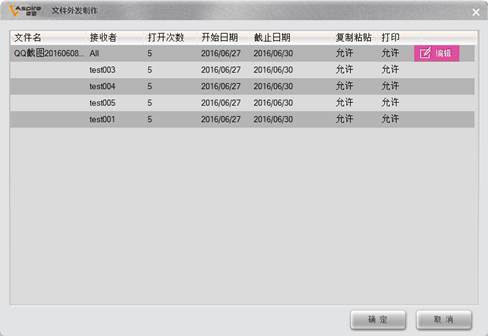 Aspire 文件外发制作
文件名 接收者 打开次数 开始日期 截止日期 复制粘贴 打印
QQ截图20160608... All 5 2016/06/27 2016/06/30 允许 允许 编辑
test003 5 2016/06/27 2016/06/30 允许 允许
test004 5 2016/06/27 2016/06/30 允许 允许
test005 5 2016/06/27 2016/06/30 允许 允许
test001 5 2016/06/27 2016/06/30 允许 允许
确 定 取 消